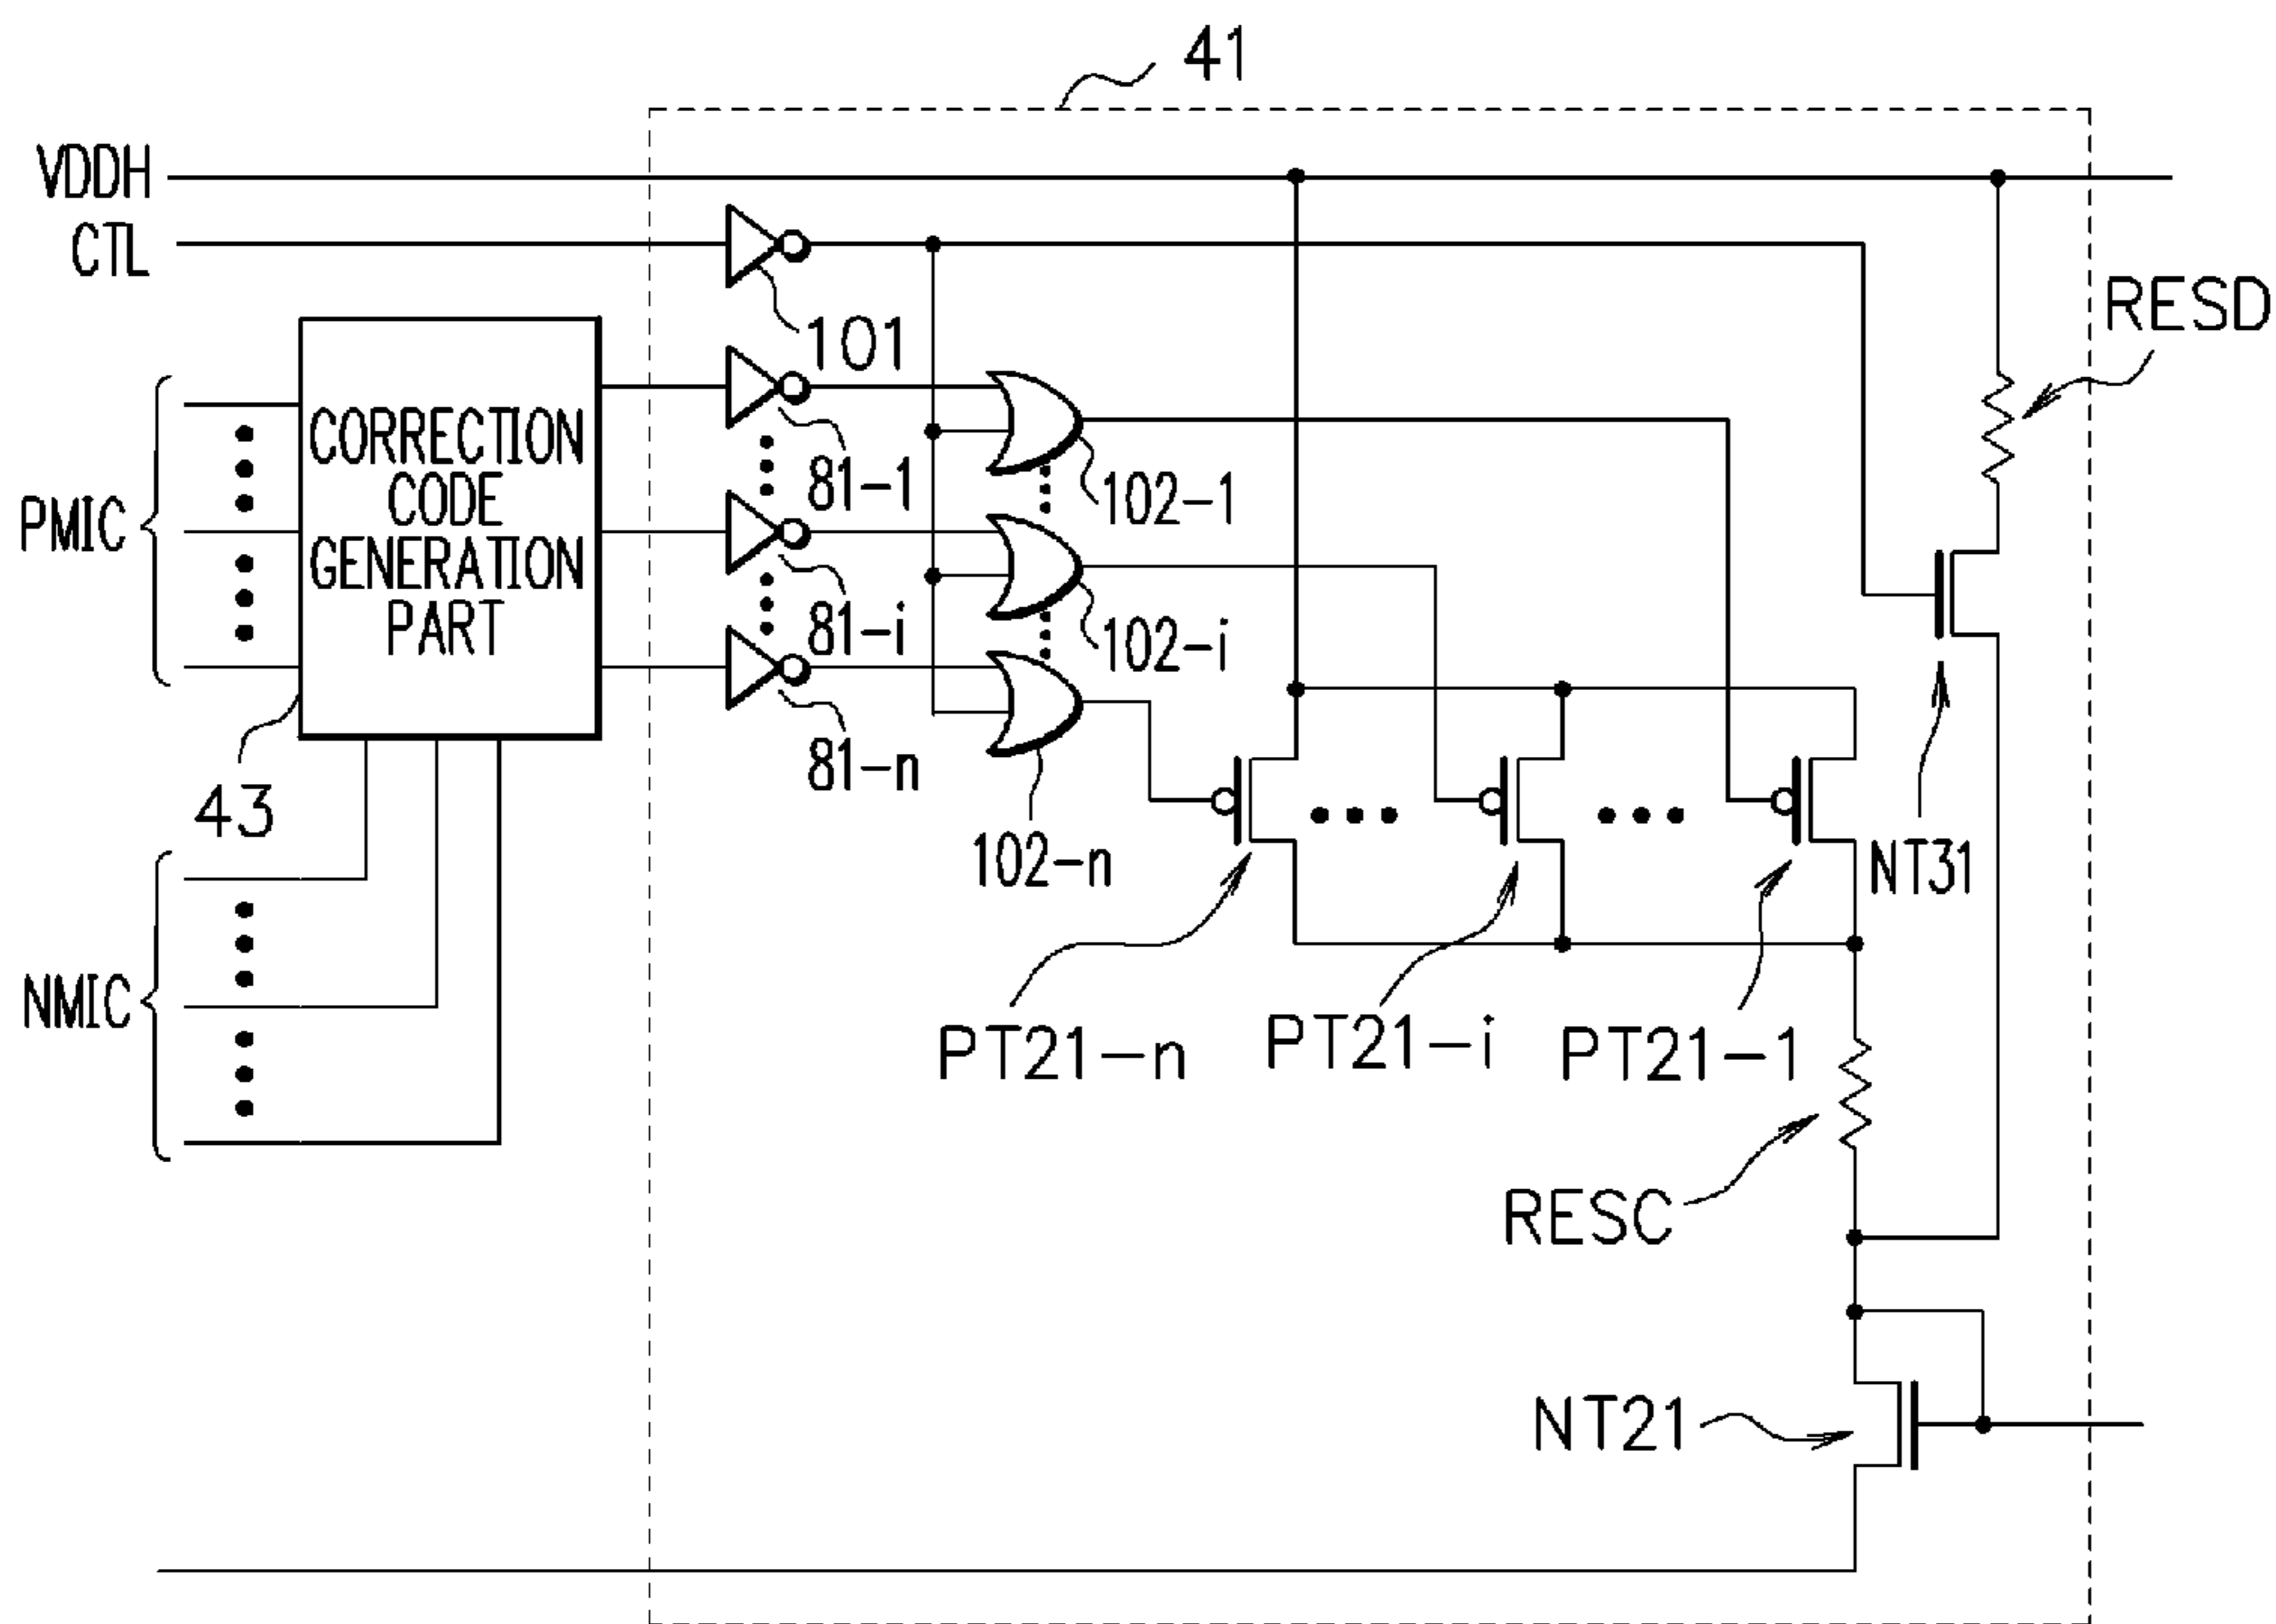 41
VDDH
CTL
RESD
101
CORRECTION
CODE
GENERATION
PART
PMIC
81-1
102-1
81-i
102-i
81-n
43
102-n
NT31
NMIC
PT21-n
PT21-i
PT21-1
RESC
NT21